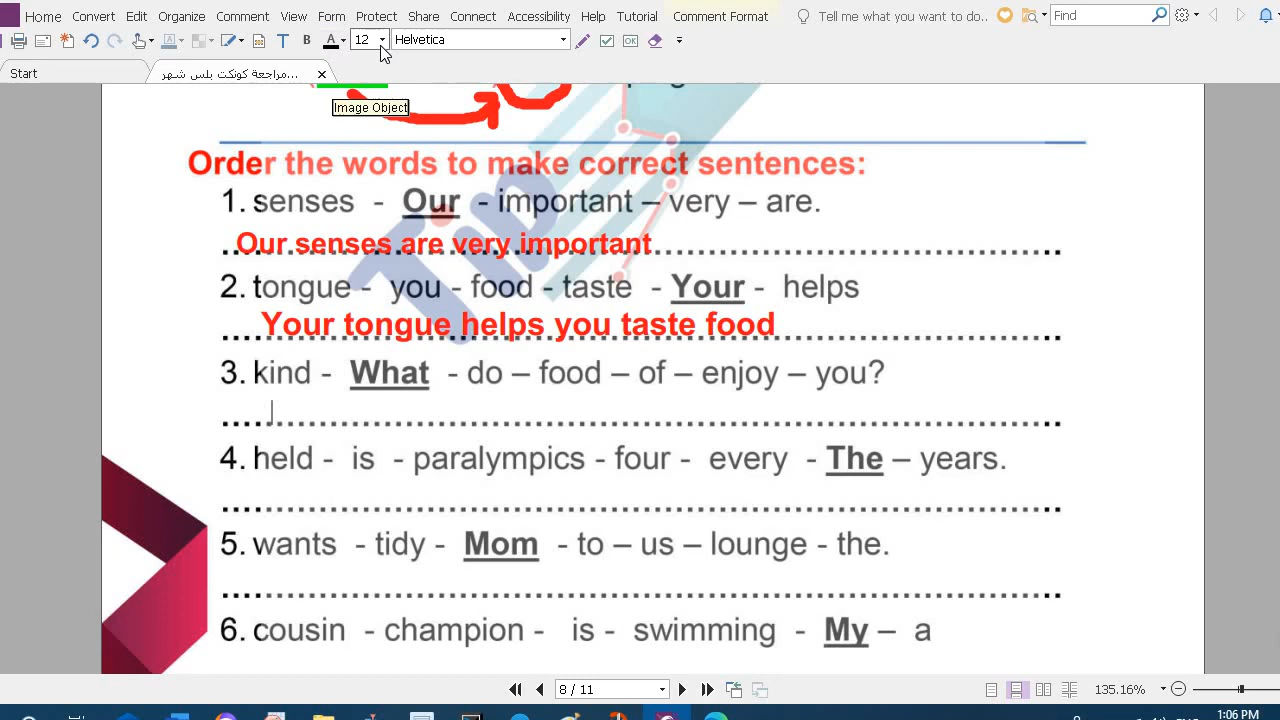 Home Convert Edit Organize Comment View Form Protect Share Connect Accessibility Help Tutorial Comment Format Tell me what you want to do.. Find
T B A 12 Helvetica OK
Start مراجعة كونكت بلس شهر... ×
Image Object
Order the words to make correct sentences:
1. senses - Our - important – very – are.
Our senses are very important
2. tongue - you - food - taste - Your - helps
Your tongue helps you taste food
3. kind - What - do – food – of – enjoy – you?
4. held - is - paralympics - four - every - The – years.
5. wants - tidy - Mom - to – us – lounge - the.
6. cousin - champion - is - swimming - My – a
8 / 11 135.16%
1:06 PM